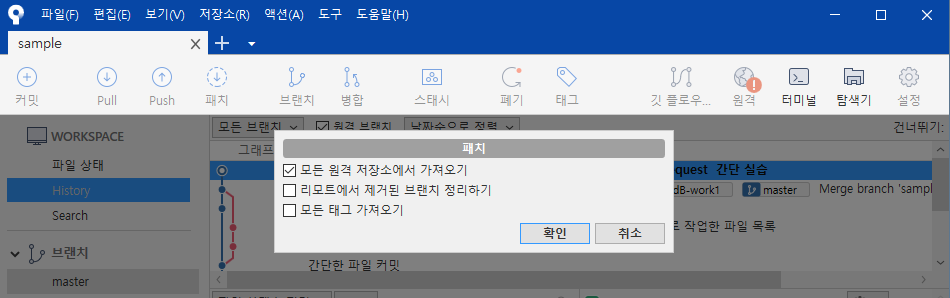 파일(F) 편집(E) 보기(V) 저장소(R) 액션(A) 도구 도움말(H)
sample
커밋 Pull Push 패치 브랜치 병합 스태시 폐기 태그 깃 플로우... 원격 터미널 탐색기 설정
WORKSPACE
파일 상태
History
Search
브랜치
master
모든 브랜치 원격 브랜치 날짜순으로 정렬 건너뛰기:
그래프
패치
모든 원격 저장소에서 가져오기
리모트에서 제거된 브랜치 정리하기
모든 태그 가져오기
확인 취소
equest 간단 실습
dB-work1 master Merge branch 'sampl
로 작업한 파일 목록
간단한 파일 커밋